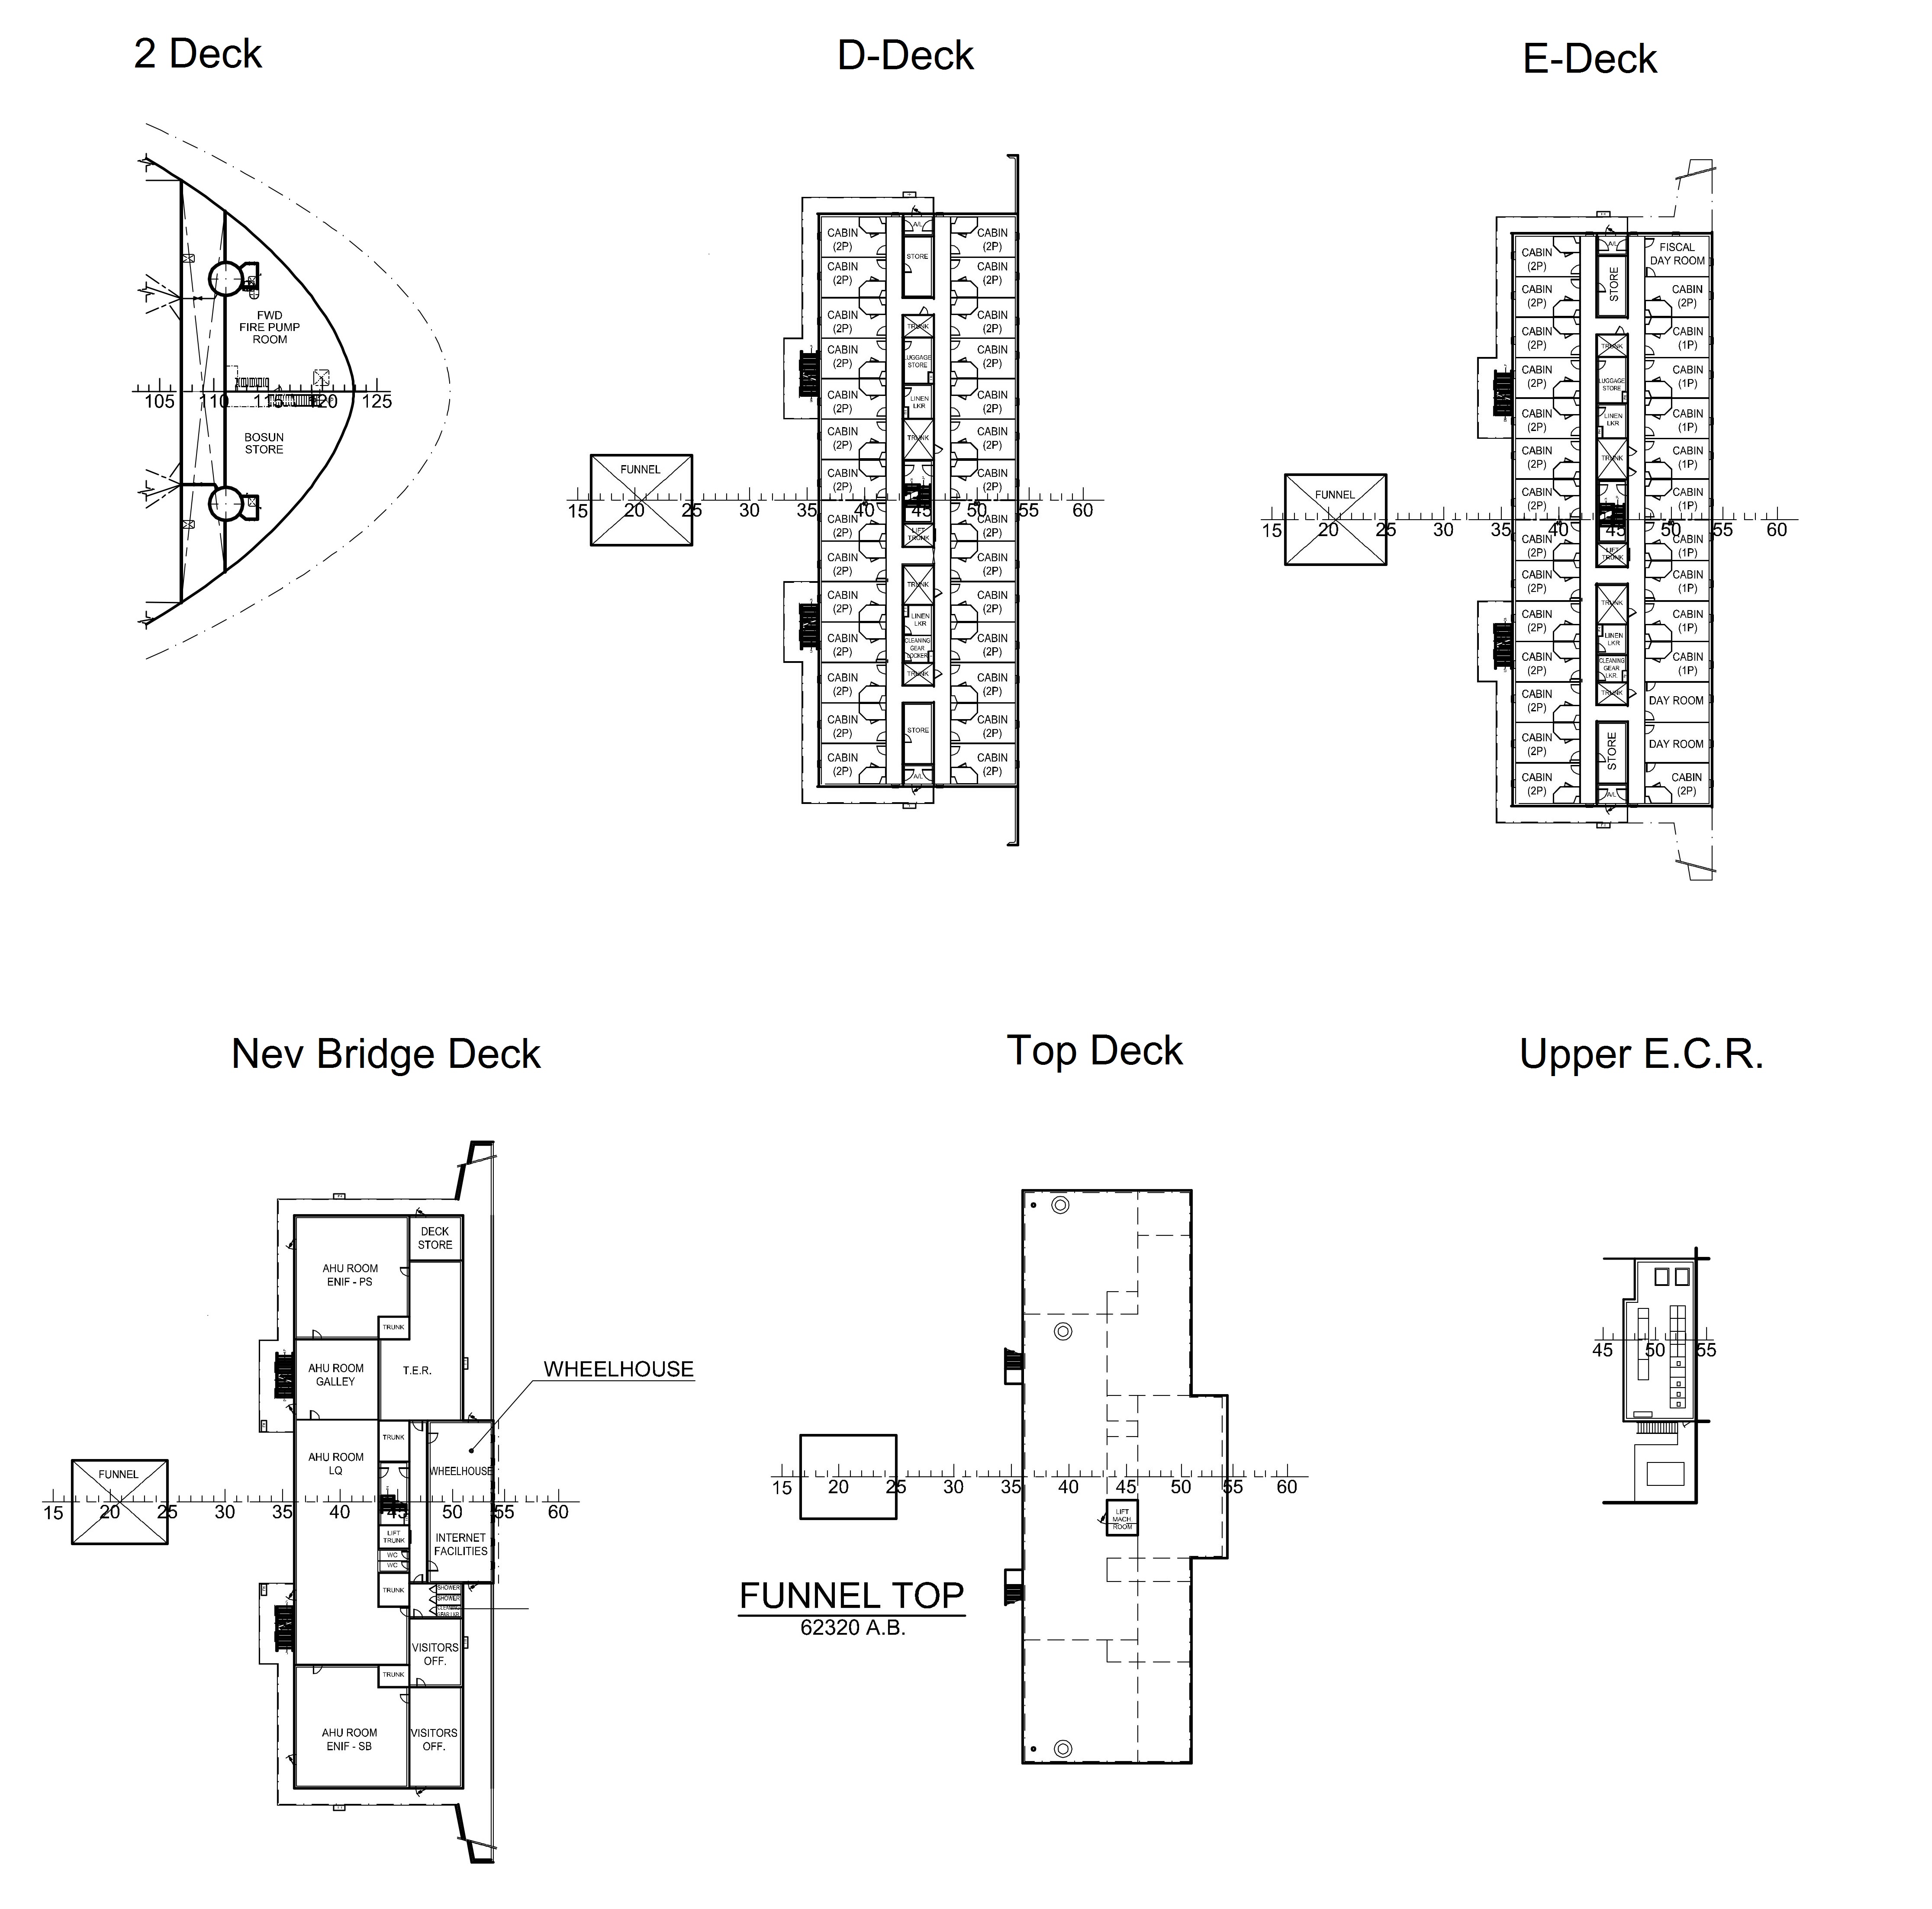 2 Deck
D-Deck
E-Deck
FWD
FIRE PUMP
ROOM
105 110 115 120 125
BOSUN
STORE
CABIN
(2P)
A/L
CABIN
(2P)
STORE
CABIN
(2P)
CABIN
(2P)
CABIN
(2P)
TRUNK
CABIN
(2P)
CABIN
(2P)
LUGGAGE
STORE
CABIN
(2P)
CABIN
(2P)
LINEN
LKR
CABIN
(2P)
CABIN
(2P)
TRUNK
CABIN
(2P)
FUNNEL
CABIN
(2P)
CABIN
(2P)
15 20 25 30 35 40 45 50 55 60
CABIN
(2P)
LIFT
TRUNK
CABIN
(2P)
CABIN
(2P)
CABIN
(2P)
TRUNK
CABIN
(2P)
LINEN
LKR
CABIN
(2P)
CABIN
(2P)
CLEANING
GEAR
LOCKER
CABIN
(2P)
CABIN
(2P)
TRUNK
CABIN
(2P)
CABIN
(2P)
STORE
CABIN
(2P)
CABIN
(2P)
A/L
CABIN
(2P)
CABIN
(2P)
A/L
FISCAL
DAY ROOM
CABIN
(2P)
STORE
CABIN
(2P)
CABIN
(2P)
TRUNK
CABIN
(1P)
CABIN
(2P)
LUGGAGE
STORE
CABIN
(1P)
CABIN
(2P)
LINEN
LKR
CABIN
(1P)
CABIN
(2P)
TRUNK
CABIN
(1P)
FUNNEL
CABIN
(2P)
CABIN
(1P)
15 20 25 30 35 40 45 50 55 60
CABIN
(2P)
LIFT
TRUNK
CABIN
(1P)
CABIN
(2P)
CABIN
(1P)
CABIN
(2P)
TRUNK
CABIN
(1P)
LINEN
LKR
CABIN
(2P)
CLEANING
GEAR
LKR
CABIN
(1P)
CABIN
(2P)
TRUNK
DAY ROOM
CABIN
(2P)
STORE
DAY ROOM
CABIN
(2P)
A/L
CABIN
(2P)
Nev Bridge Deck
Top Deck
Upper E.C.R.
DECK
STORE
AHU ROOM
ENIF - PS
TRUNK
AHU ROOM
GALLEY
T.E.R.
WHEELHOUSE
TRUNK
AHU ROOM
LQ
WHEELHOUSE
FUNNEL
15 20 25 30 35 40 45 50 55 60
LIFT
TRUNK
INTERNET
FACILITIES
WC
WC
TRUNK
SHOWER
SHOWER
VISITORS
OFF.
TRUNK
AHU ROOM
ENIF - SB
VISITORS
OFF.
15 20 25 30 35 40 45 50 55 60
LIFT
MACH.
ROOM
FUNNEL TOP
62320 A.B.
45 50 55